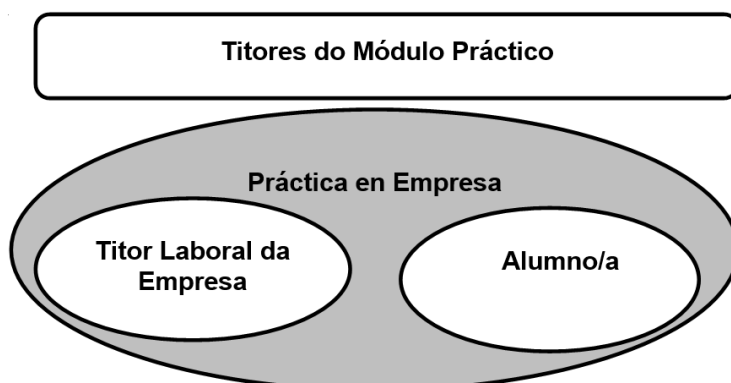 Titores do Módulo Práctico
Práctica en Empresa
Titor Laboral da
Empresa
Alumno/a